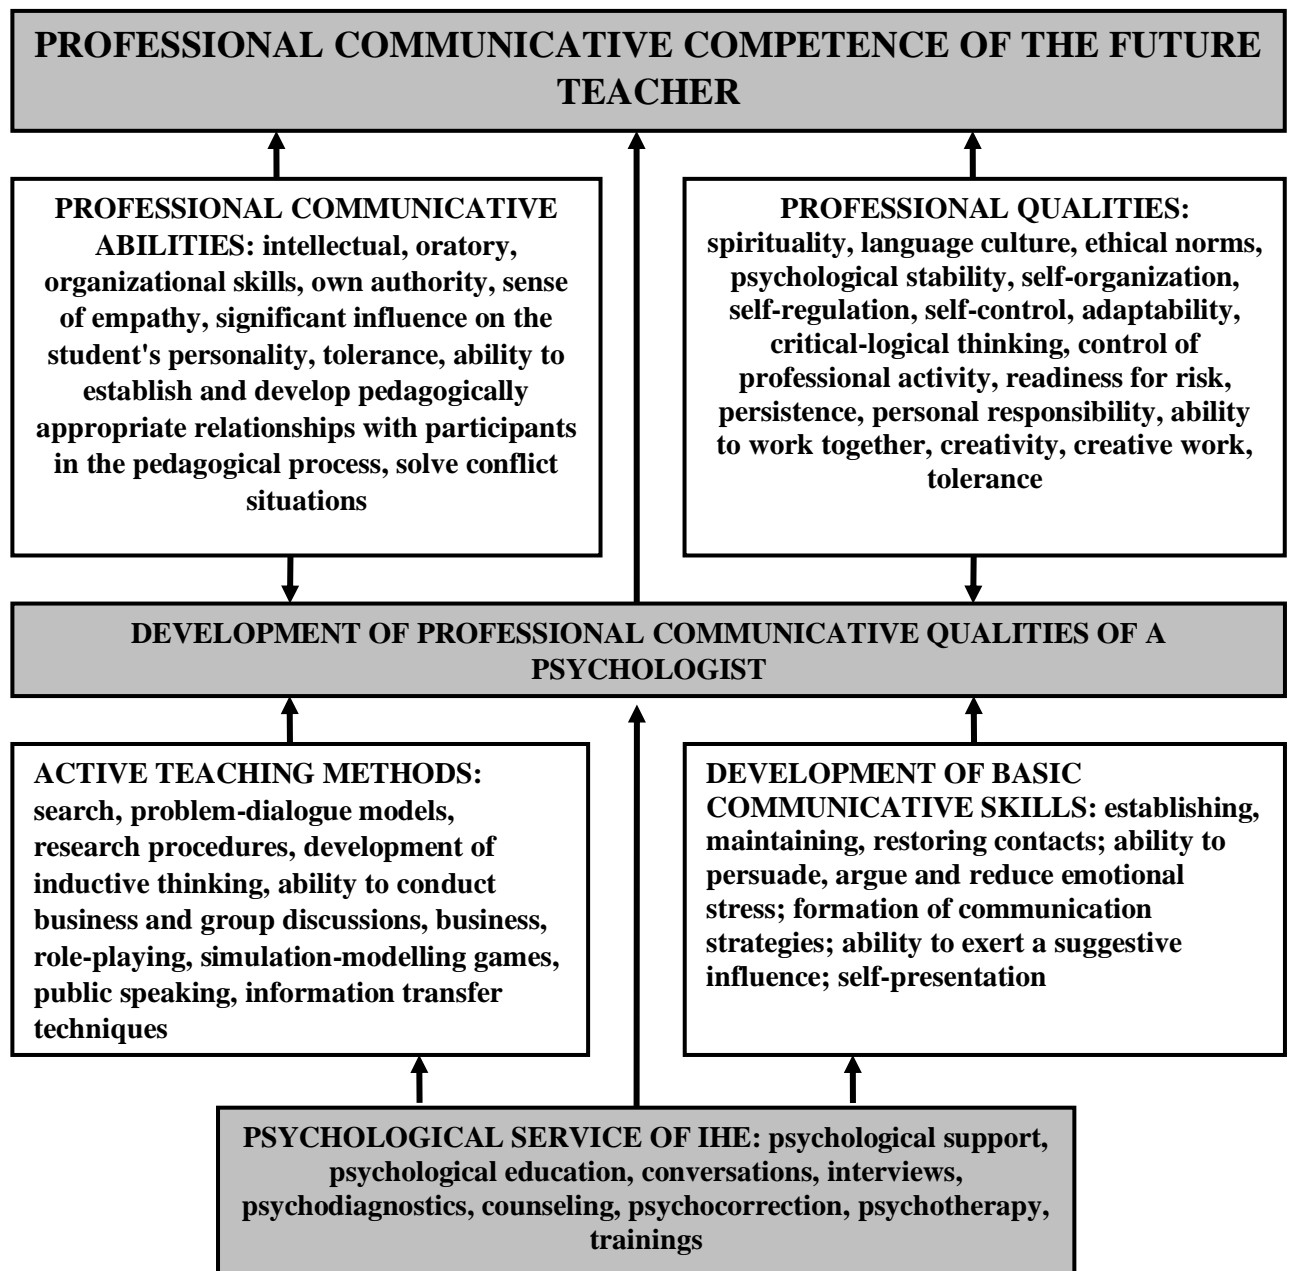 PROFESSIONAL COMMUNICATIVE COMPETENCE OF THE FUTURE
TEACHER
PROFESSIONAL COMMUNICATIVE
ABILITIES: intellectual, oratory,
organizational skills, own authority, sense
of empathy, significant influence on the
student's personality, tolerance, ability to
establish and develop pedagogically
appropriate relationships with participants
in the pedagogical process, solve conflict
situations
PROFESSIONAL QUALITIES:
spirituality, language culture, ethical norms,
psychological stability, self-organization,
self-regulation, self-control, adaptability,
critical-logical thinking, control of
professional activity, readiness for risk,
persistence, personal responsibility, ability
to work together, creativity, creative work,
tolerance
DEVELOPMENT OF PROFESSIONAL COMMUNICATIVE QUALITIES OF A
PSYCHOLOGIST
ACTIVE TEACHING METHODS:
search, problem-dialogue models,
research procedures, development of
inductive thinking, ability to conduct
business and group discussions, business,
role-playing, simulation-modelling games,
public speaking, information transfer
techniques
DEVELOPMENT OF BASIC
COMMUNICATIVE SKILLS: establishing,
maintaining, restoring contacts; ability to
persuade, argue and reduce emotional
stress; formation of communication
strategies; ability to exert a suggestive
influence; self-presentation
PSYCHOLOGICAL SERVICE OF IHE: psychological support,
psychological education, conversations, interviews,
psychodiagnostics, counseling, psychocorrection, psychotherapy,
trainings